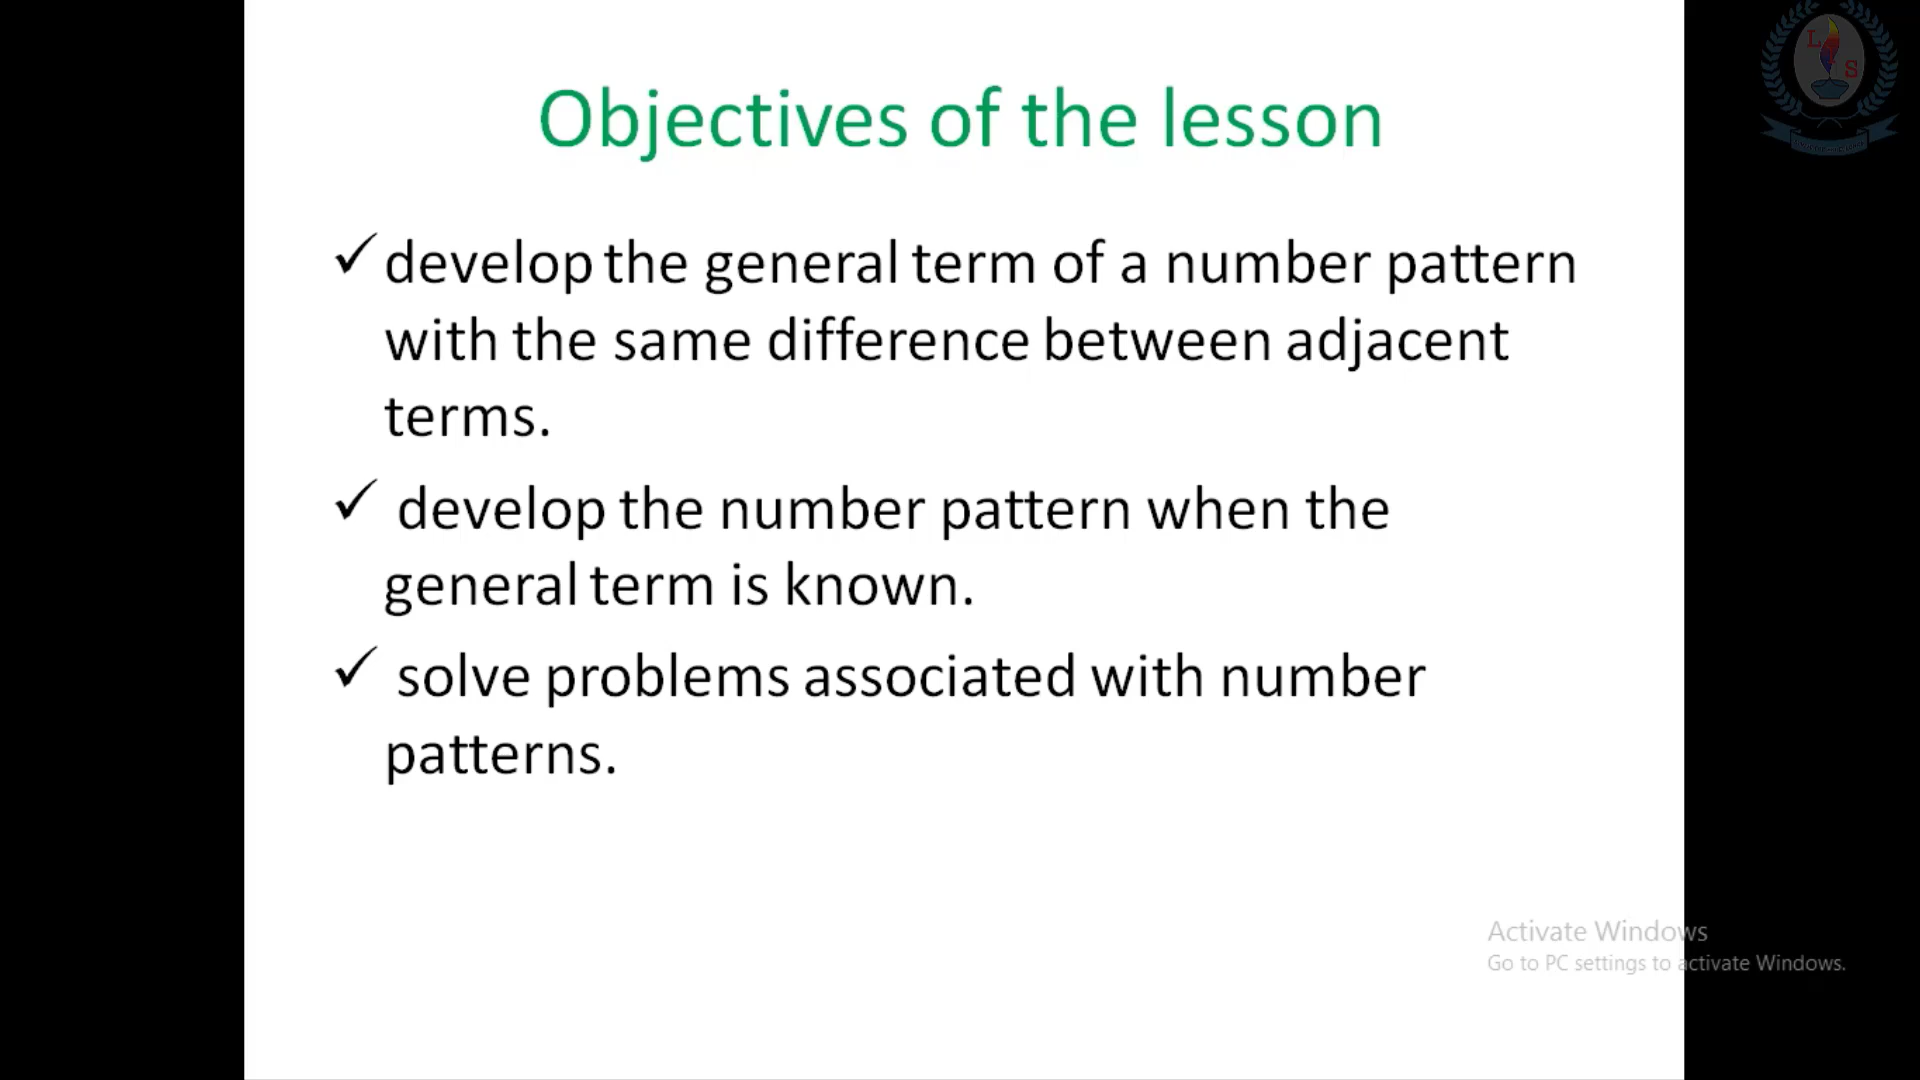 L
S
Objectives of the lesson
✓ develop the general term of a number pattern
with the same difference between adjacent
terms.
✓ develop the number pattern when the
general term is known.
✓ solve problems associated with number
patterns.
Activate Windows
Go to PC settings to activate Windows.